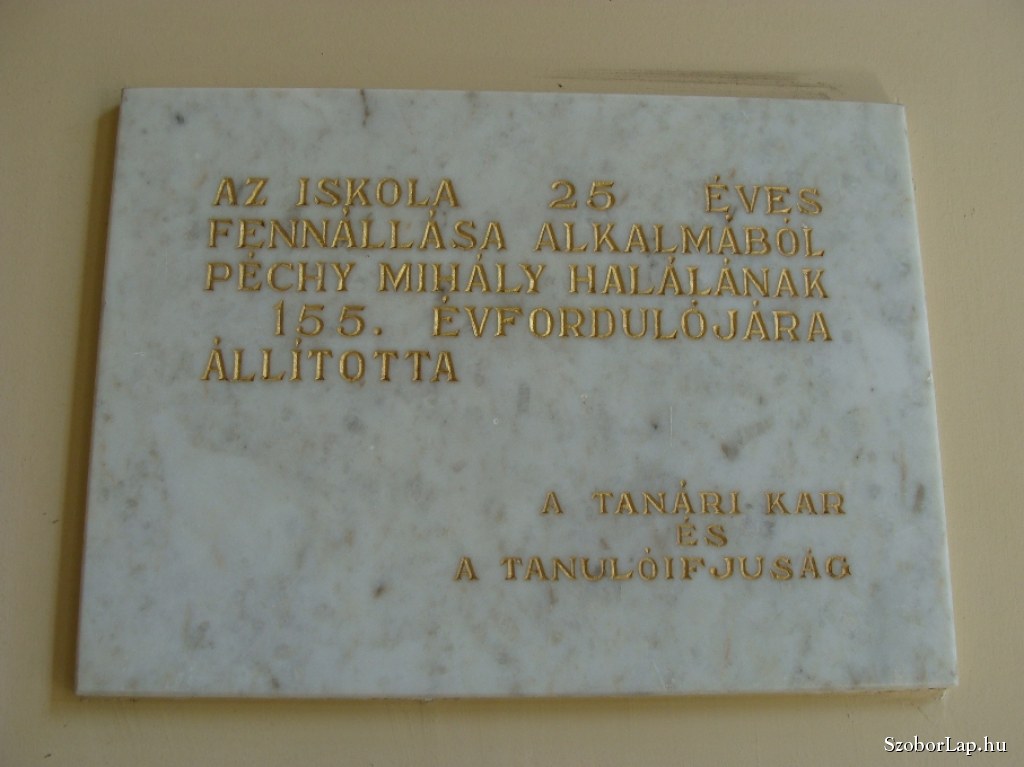 AZ ISKOLA 25 ÉVES
FENNÁLLÁSA ALKALMÁBÓL
PÉCHY MIHÁLY HALÁLÁNAK
155. ÉVFORDULÓJÁRA
ÁLLÍTOTTA
A TANÁRI KAR
ÉS
A TANULÓIFJUSÁG
SzoborLap.hu